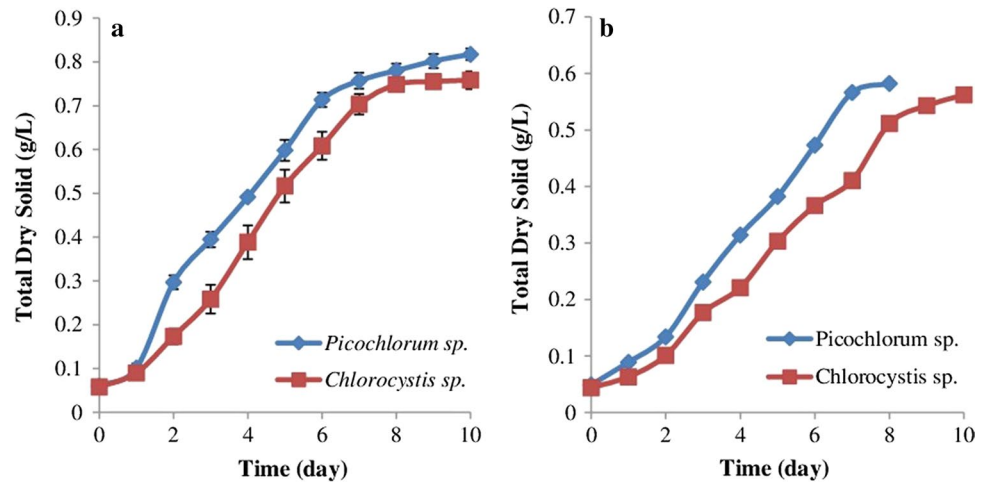 a
Total Dry Solid (g/L)
0.9
0.8
0.7
0.6
0.5
0.4
0.3
0.2
0.1
0
Picochlorum sp.
Chlorocystis sp.
0 2 4 6 8 10
Time (day)
b
Total Dry Solid (g/L)
0.7
0.6
0.5
0.4
0.3
0.2
0.1
0
Picochlorum sp.
Chlorocystis sp.
0 2 4 6 8 10
Time (day)